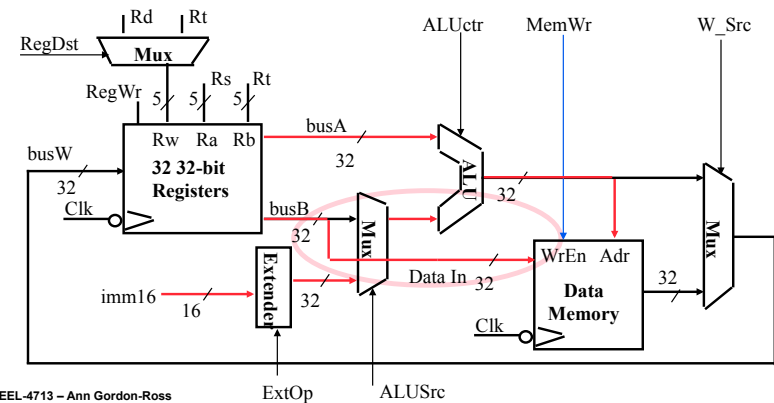 Rd Rt
ALUctr MemWr W_Src
RegDst
Mux
RegWr Rs Rt
5 5 5
busA
Rw Ra Rb
busW
32
32 32-bit
Registers
32
ALU
32
Clk
busB
32
Mux
Mux
WrEn Adr
Data In 32
32
Extender
32
imm16
16
Data
Memory
Clk
EEL-4713 – Ann Gordon-Ross
ExtOp ALUSrc